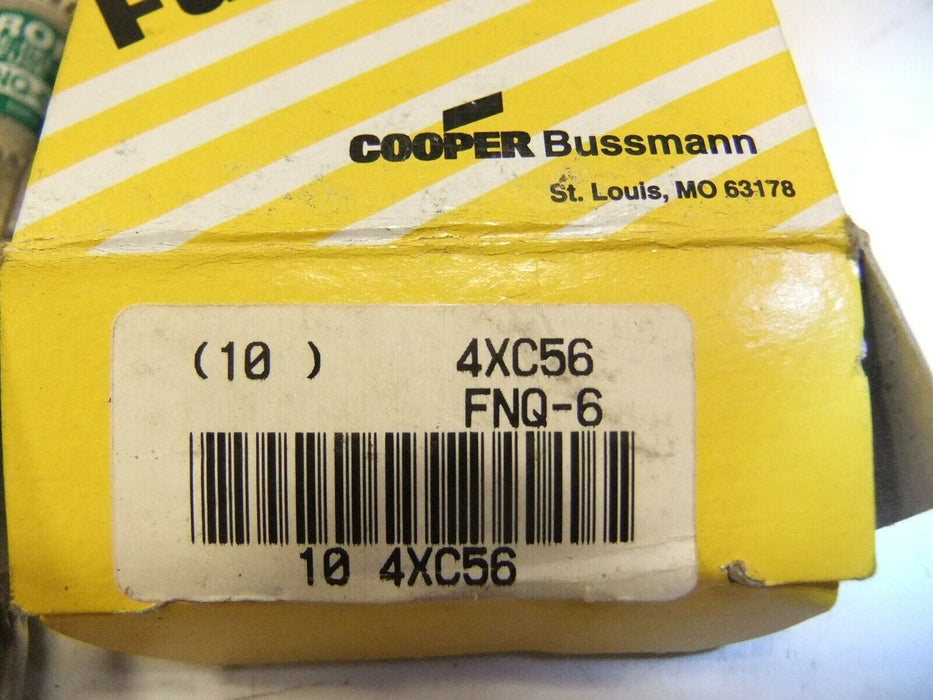 COOPER Bussmann
St. Louis, MO 63178
(10 ) 4XC56
FNQ-6
10 4XC56